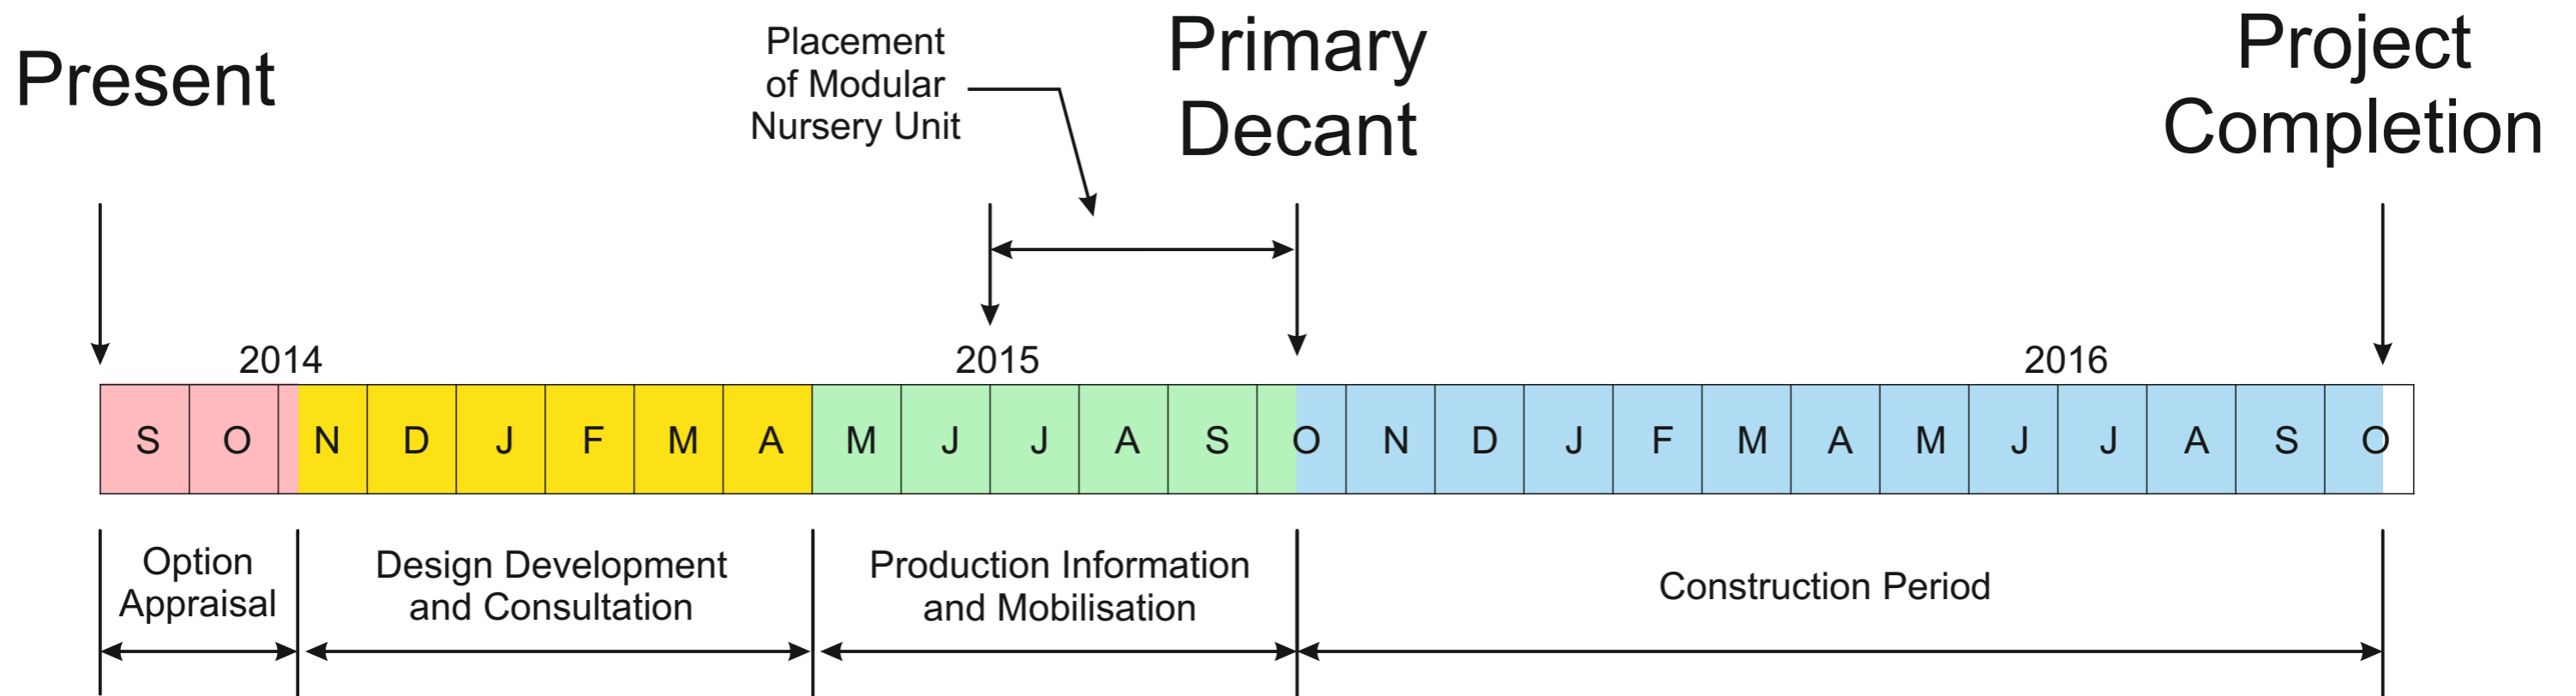 Present
Placement
of Modular
Nursery Unit
Primary
Decant
Project
Completion
2014
2015
2016
S O N D J F M A M J J A S O N D J F M A M J J A S O
Option
Appraisal
Design Development
and Consultation
Production Information
and Mobilisation
Construction Period